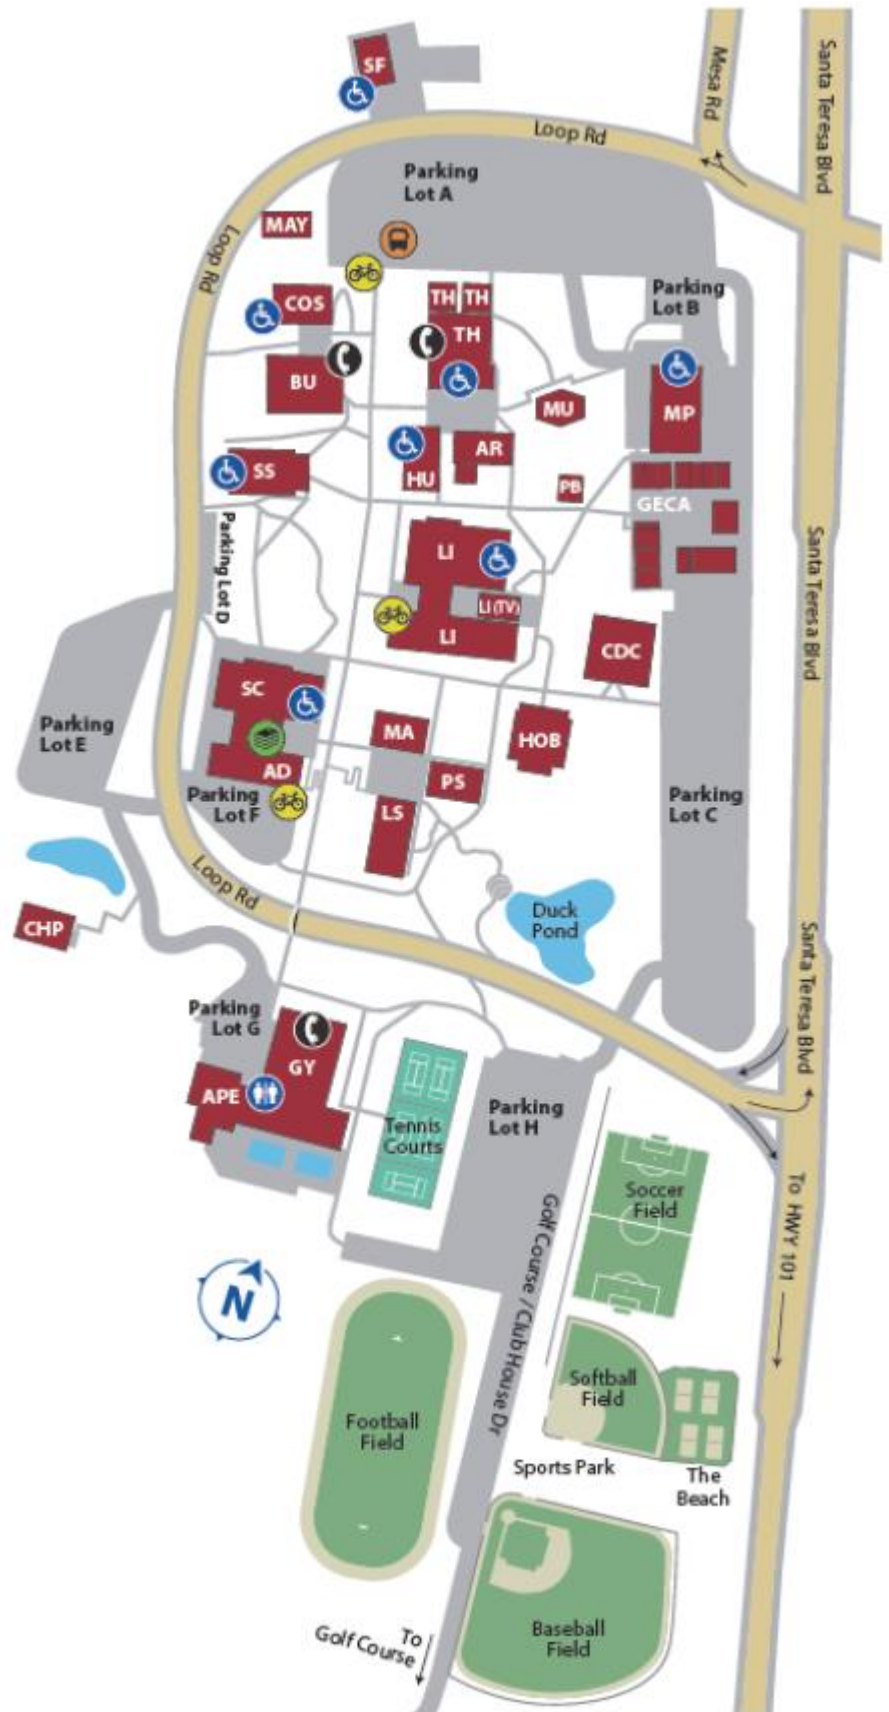 SF
Mesa Rd
Santa Teresa Blvd
Loop Rd
Parking
Lot A
MAY
Loop Rd
COS
TH
TH
TH
Parking
Lot B
BU
MU
MP
SS
HU
AR
PB
GECA
Parking Lot D
LI
LI (TV)
LI
Santa Teresa Blvd
CDC
SC
Parking
Lot E
MA
HOB
AD
PS
Parking
Lot F
LS
Parking
Lot C
Loop Rd
CHP
Duck
Pond
Santa Teresa Blvd
Parking
Lot G
GY
APE
Tennis
Courts
Parking
Lot H
Soccer
Field
To HWY 101
Golf Course / Club House Dr
N
Softball
Field
Football
Field
Sports Park
The
Beach
Baseball
Field
To
Golf Course